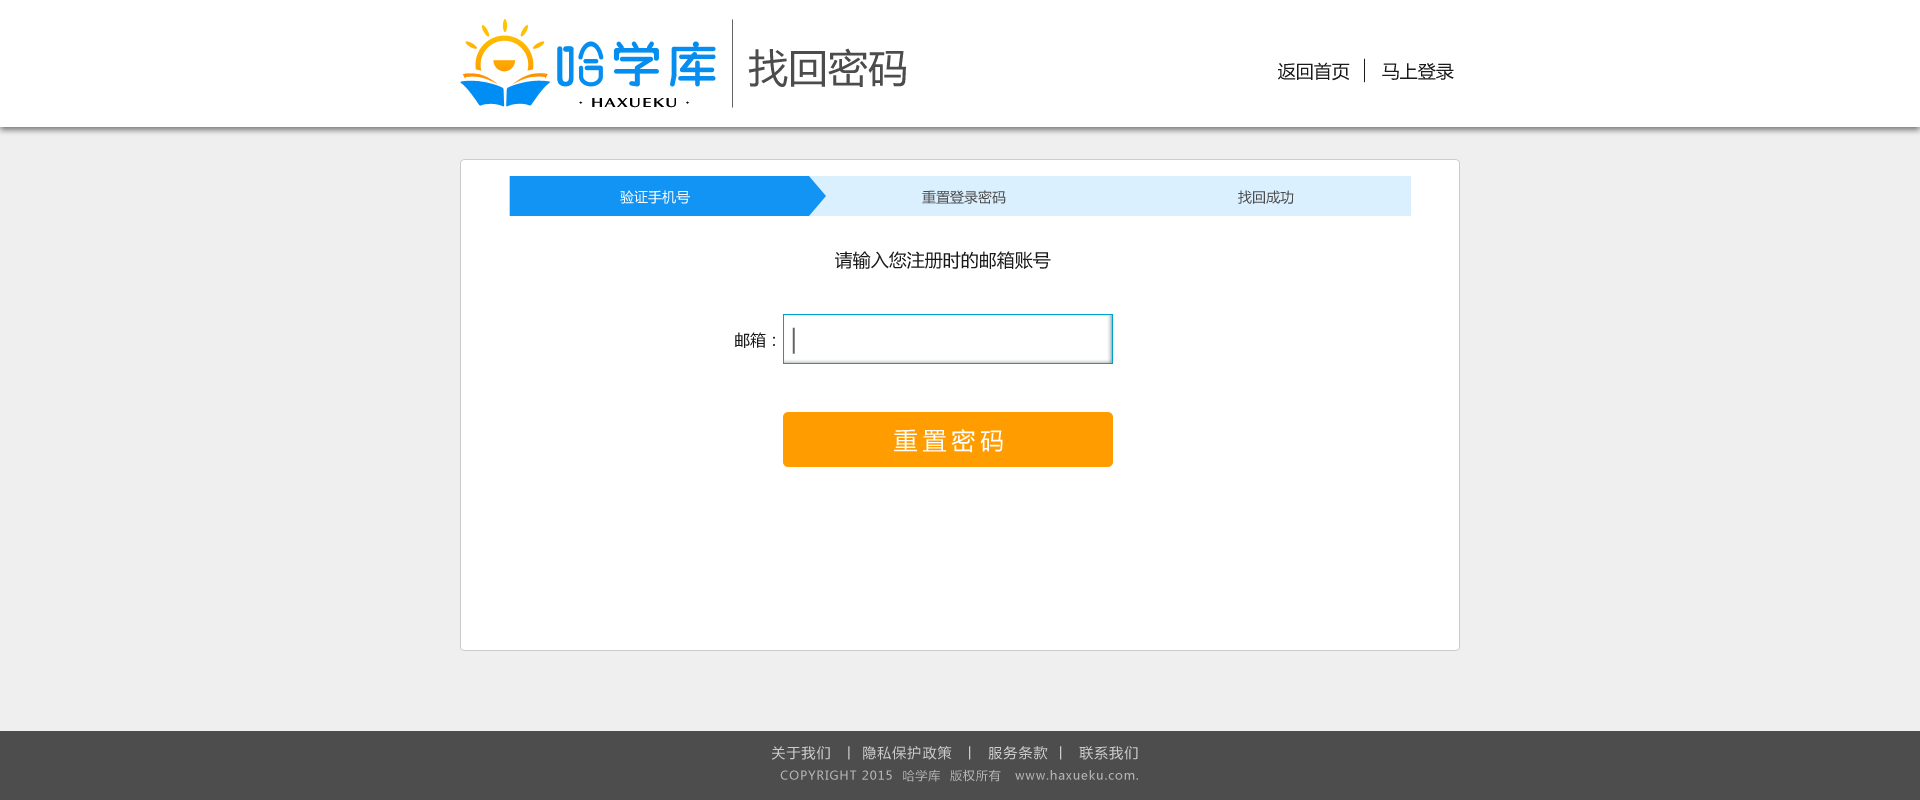 哈学库
· HAXUEKU ·
找回密码
返回首页 | 马上登录
验证手机号 重置登录密码 找回成功
请输入您注册时的邮箱账号
邮箱：
重置密码
关于我们 | 隐私保护政策 | 服务条款 | 联系我们
COPYRIGHT 2015 哈学库 版权所有 www.haxueku.com.